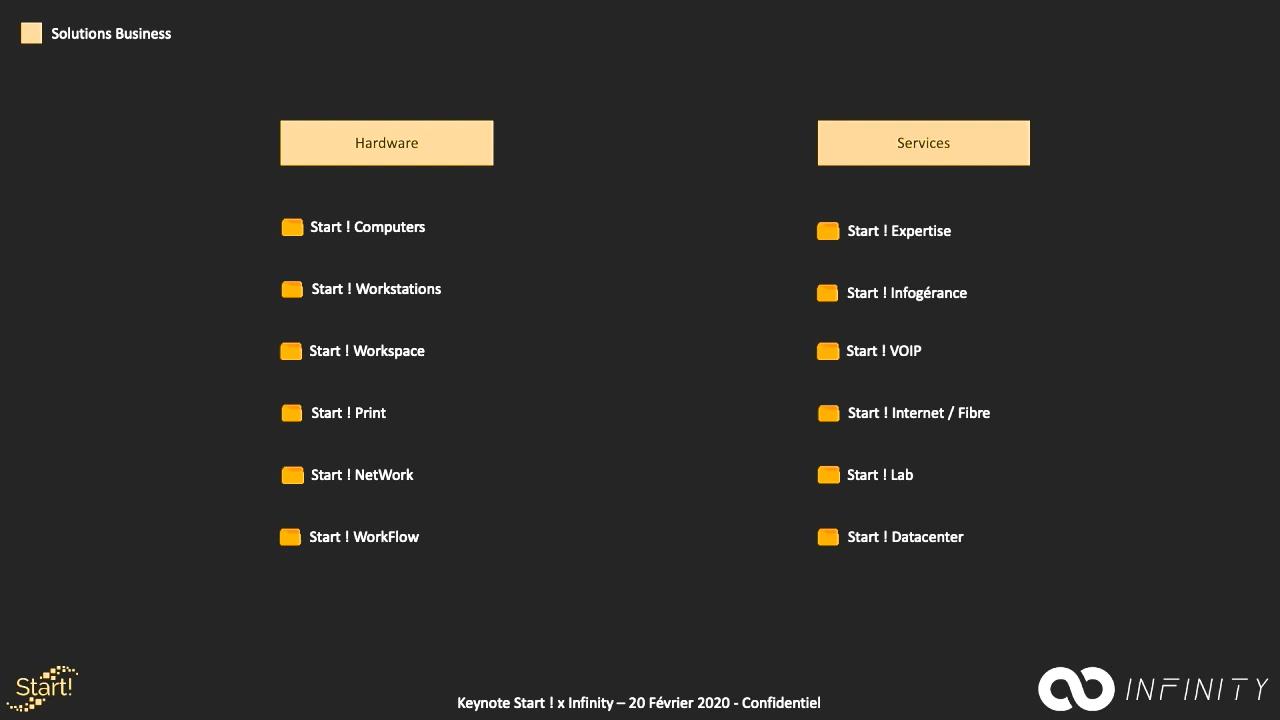 Solutions Business
Hardware
Start ! Computers
Start ! Workstations
Start ! Workspace
Start ! Print
Start ! NetWork
Start ! WorkFlow
Services
Start ! Expertise
Start ! Infogérance
Start ! VOIP
Start ! Internet / Fibre
Start ! Lab
Start ! Datacenter
Start!
Keynote Start ! x Infinity – 20 Février 2020 - Confidentiel
INFINITY